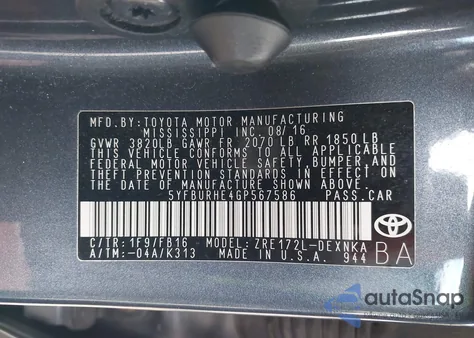 MFD.BY:TOYOTA MOTOR MANUFACTURING
MISSISSIPPI INC. 08/16
GVWR 3820LB GAWR FR 2070 LB RR 1850 LB
THIS VEHICLE CONFORMS TO ALL APPLICABLE
FEDERAL MOTOR VEHICLE SAFETY, BUMPER, AND
THEFT PREVENTION STANDARDS IN EFFECT ON
THE DATE OF MANUFACTURE SHOWN ABOVE.
5YFBURHE4GP567586 PASS.CAR
C/TR: 1F9/FB16 MODEL: ZRE172L-DEXNKA
A/TM: -04A/K313 MADE IN U.S.A. 944 BA
TOYOTA
autoSnap